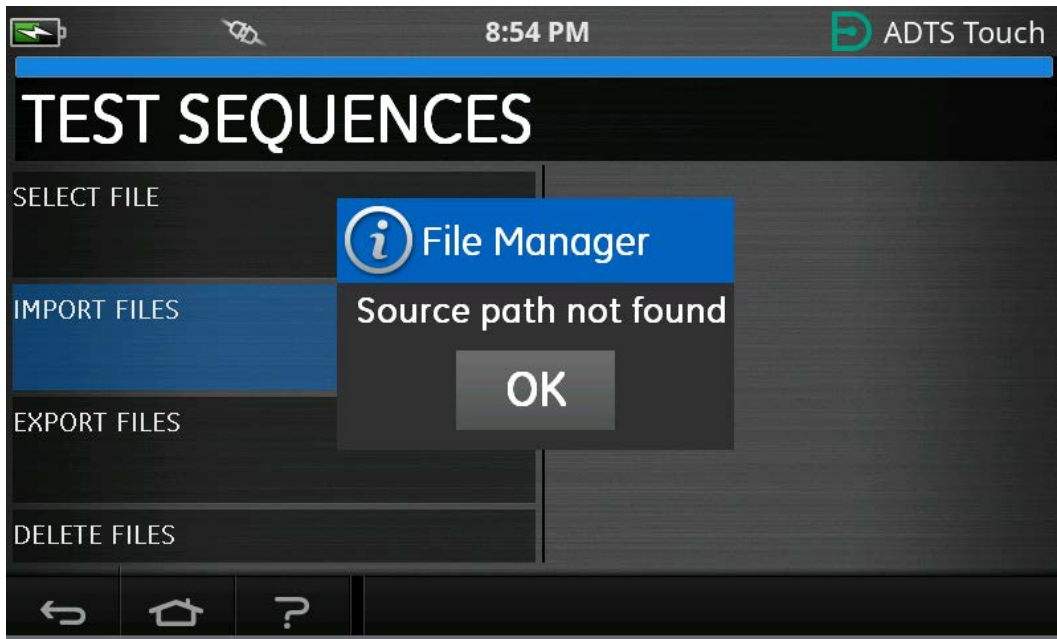 8:54 PM
ADTS Touch
TEST SEQUENCES
SELECT FILE
File Manager
IMPORT FILES
Source path not found
OK
EXPORT FILES
DELETE FILES